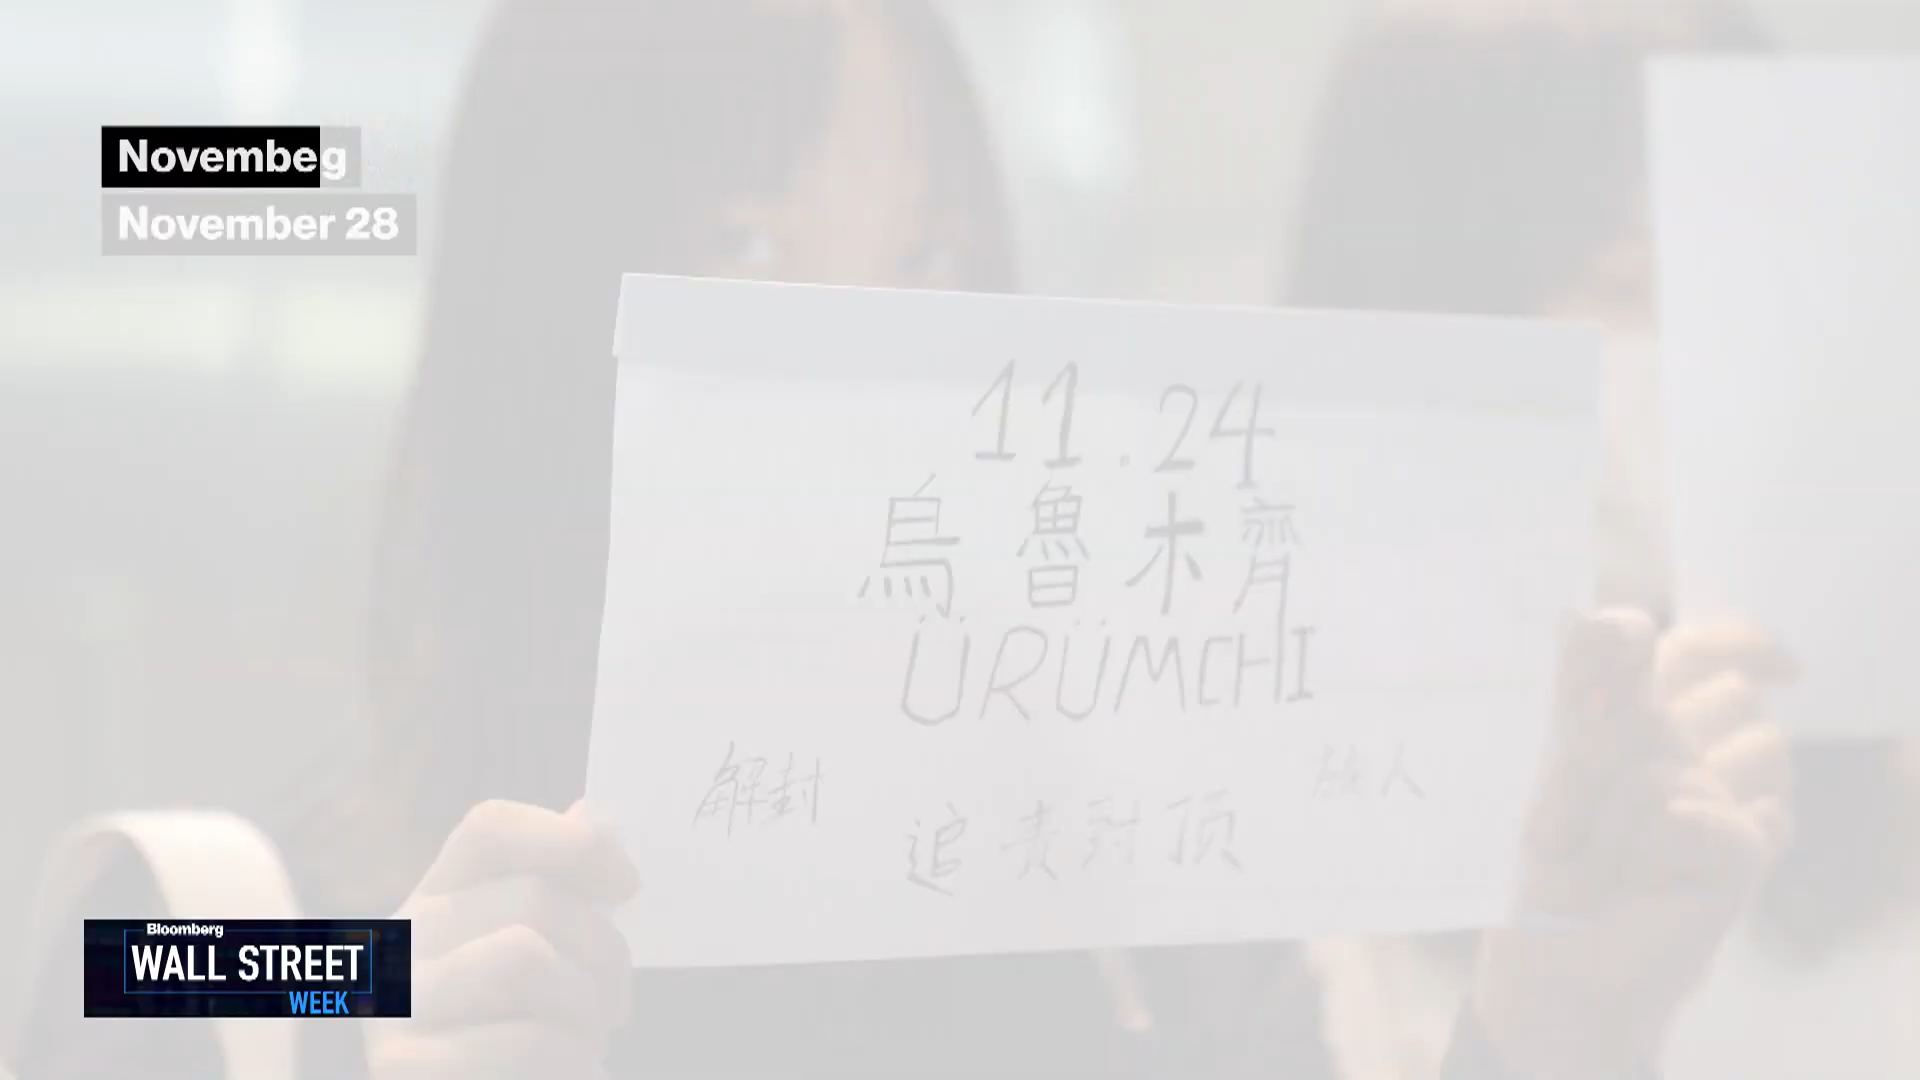 Novembeg
November 28
11.24
烏魯木齊
ÜRÜMCHI
解封
追责封顶
Bloomberg
WALL STREET
WEEK